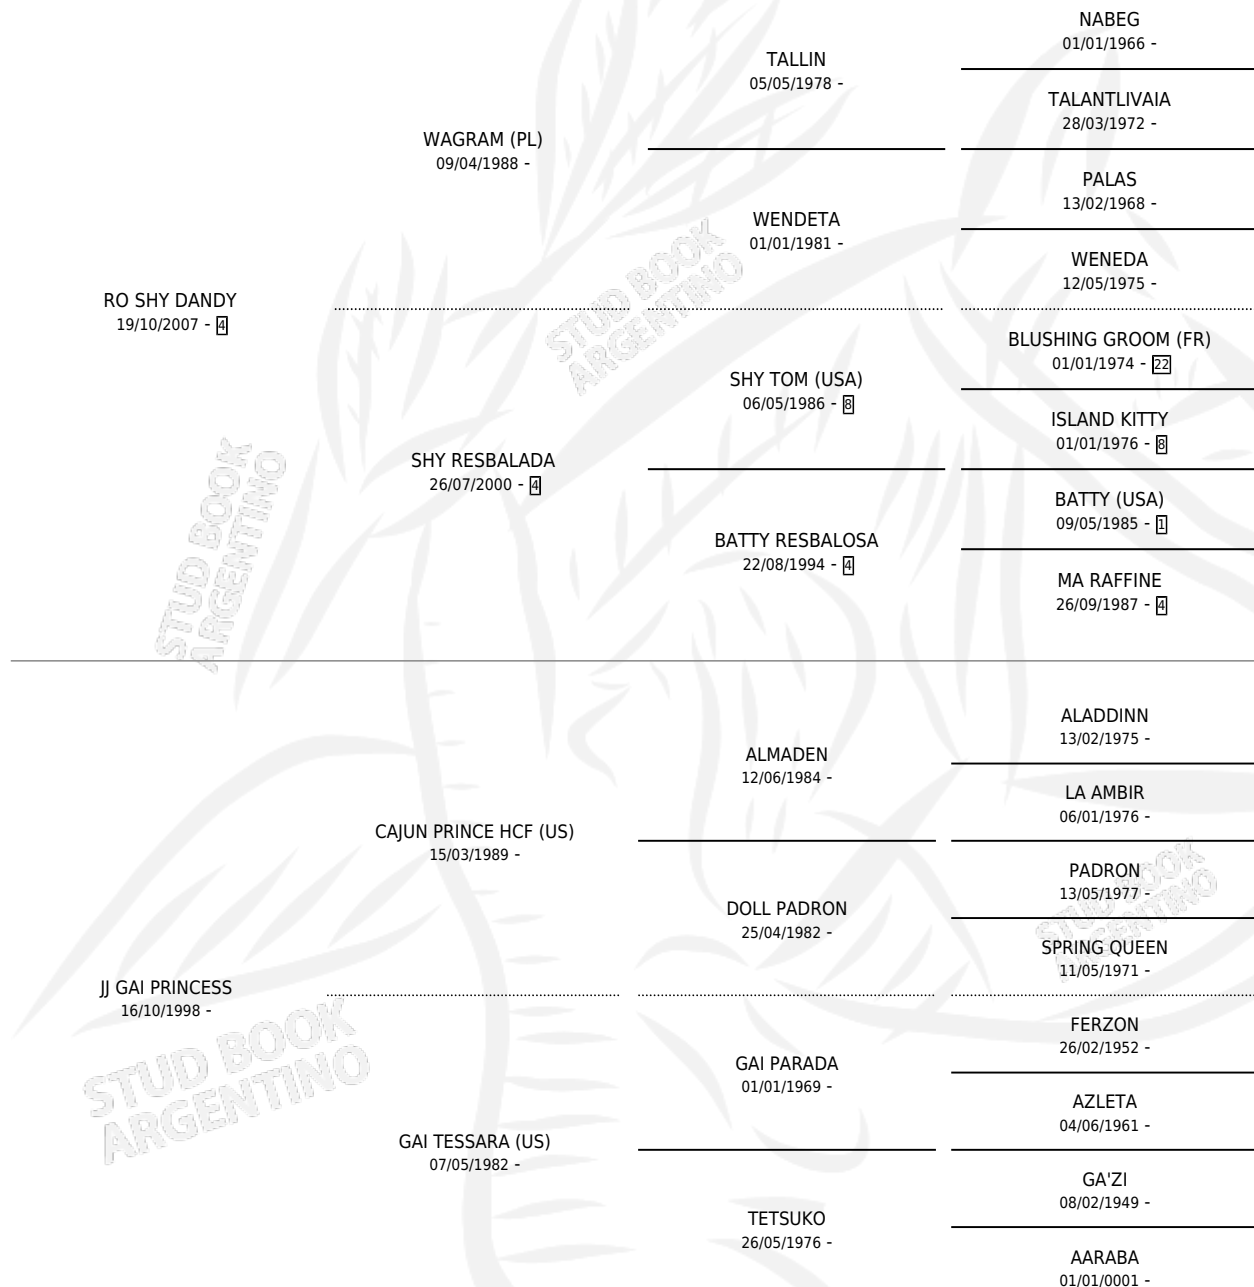 NABEG
01/01/1966 -
TALLIN
05/05/1978 -
TALANTLIVAIA
28/03/1972 -
WAGRAM (PL)
09/04/1988 -
PALAS
13/02/1968 -
WENDETA
01/01/1981 -
WENEDA
12/05/1975 -
RO SHY DANDY
19/10/2007 - 4
BLUSHING GROOM (FR)
01/01/1974 - 22
SHY TOM (USA)
06/05/1986 - 8
ISLAND KITTY
01/01/1976 - 8
SHY RESBALADA
26/07/2000 - 4
BATTY (USA)
09/05/1985 - 1
BATTY RESBALOSA
22/08/1994 - 4
MA RAFFINE
26/09/1987 - 4
ALADDINN
13/02/1975 -
ALMADEN
12/06/1984 -
LA AMBIR
06/01/1976 -
CAJUN PRINCE HCF (US)
15/03/1989 -
PADRON
13/05/1977 -
DOLL PADRON
25/04/1982 -
SPRING QUEEN
11/05/1971 -
JJ GAI PRINCESS
16/10/1998 -
FERZON
26/02/1952 -
GAI PARADA
01/01/1969 -
AZLETA
04/06/1961 -
GAI TESSARA (US)
07/05/1982 -
GA'ZI
08/02/1949 -
TETSUKO
26/05/1976 -
AARABA
01/01/0001 -
STUD BOOK
ARGENTINO
STUD BOOK
ARGENTINO
STUD BOOK
ARGENTINO
STUD BOOK
ARGENTINO